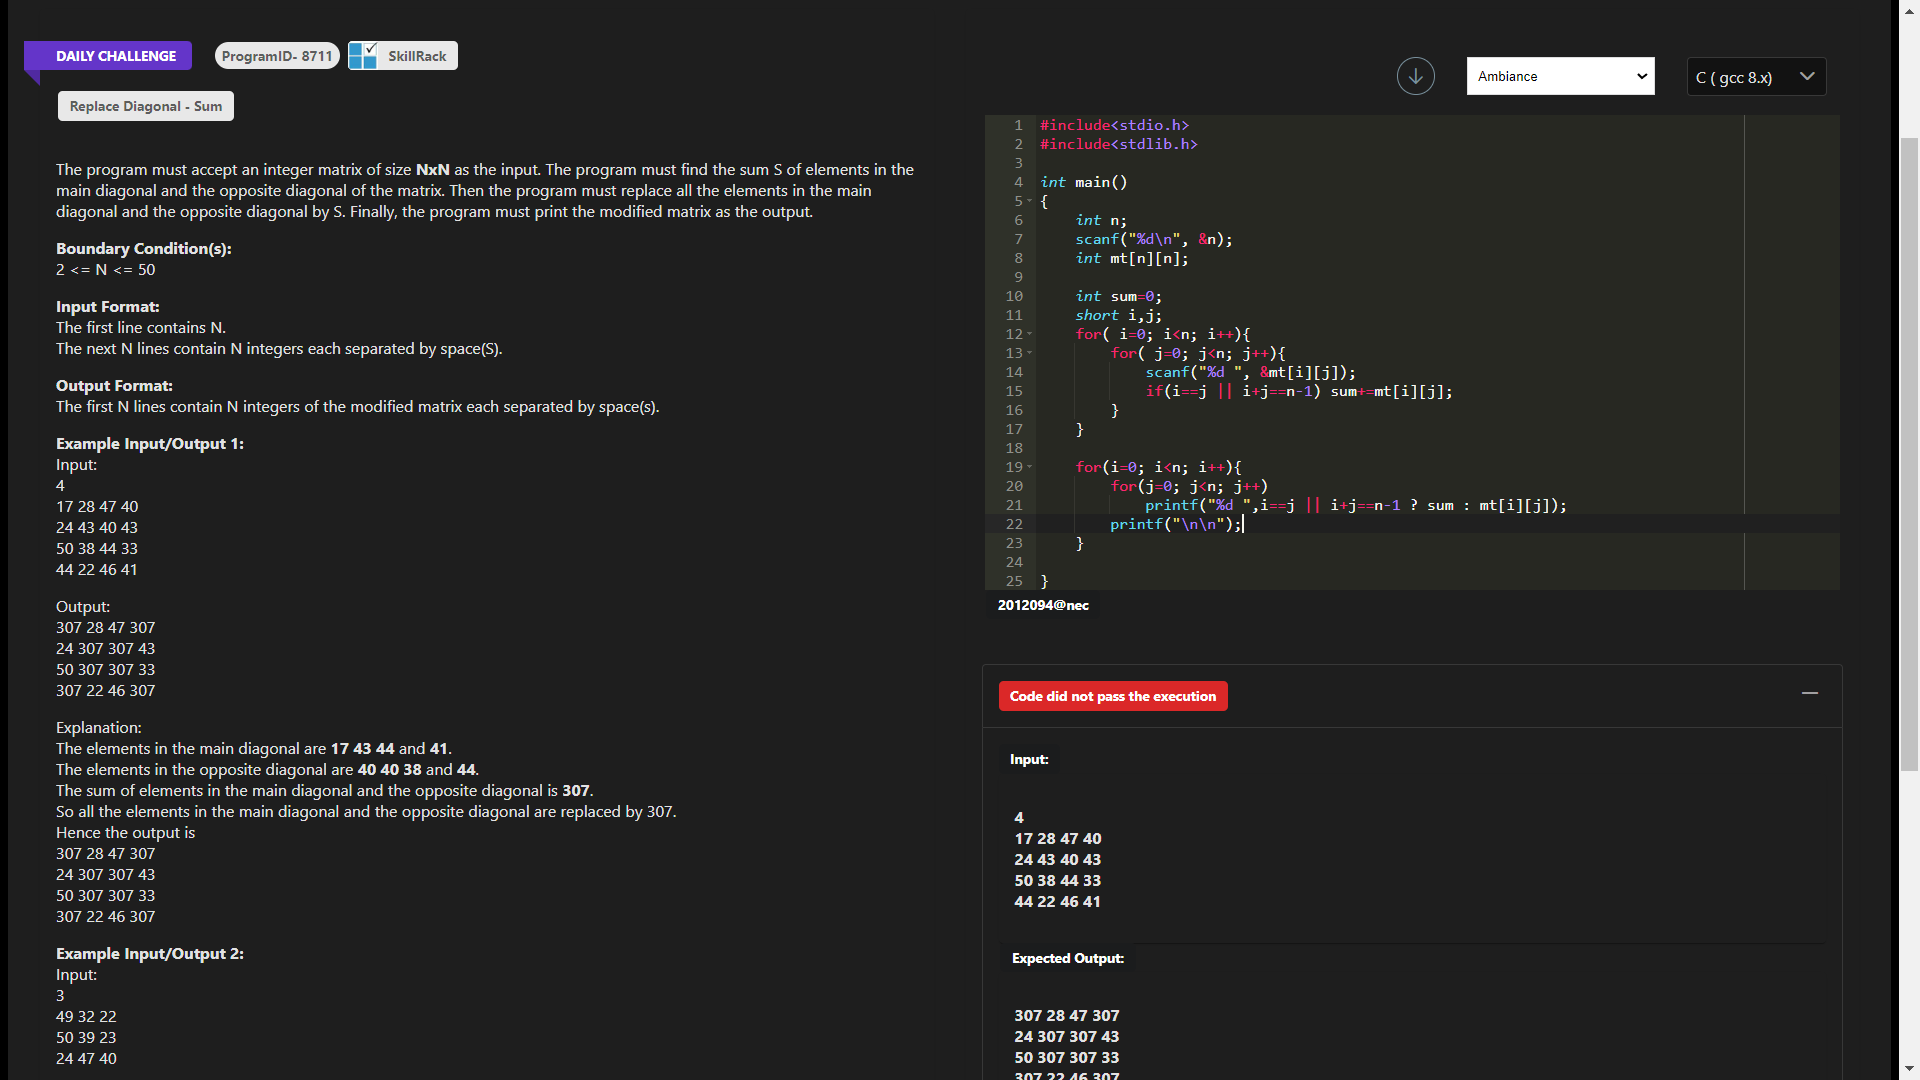 DAILY CHALLENGE
ProgramID- 8711
SkillRack
Replace Diagonal - Sum
The program must accept an integer matrix of size NxN as the input. The program must find the sum S of elements in the
main diagonal and the opposite diagonal of the matrix. Then the program must replace all the elements in the main
diagonal and the opposite diagonal by S. Finally, the program must print the modified matrix as the output.
Boundary Condition(s):
2 <= N <= 50
Input Format:
The first line contains N.
The next N lines contain N integers each separated by space(S).
Output Format:
The first N lines contain N integers of the modified matrix each separated by space(s).
Example Input/Output 1:
Input:
4
17 28 47 40
24 43 40 43
50 38 44 33
44 22 46 41
Output:
307 28 47 307
24 307 307 43
50 307 307 33
307 22 46 307
Explanation:
The elements in the main diagonal are 17 43 44 and 41.
The elements in the opposite diagonal are 40 40 38 and 44.
The sum of elements in the main diagonal and the opposite diagonal is 307.
So all the elements in the main diagonal and the opposite diagonal are replaced by 307.
Hence the output is
307 28 47 307
24 307 307 43
50 307 307 33
307 22 46 307
Example Input/Output 2:
Input:
3
49 32 22
50 39 23
24 47 40
Ambiance
C ( gcc 8.x)
1 #include<stdio.h>
2 #include<stdlib.h>
3
4 int main()
5 {
6     int n;
7     scanf("%d\n", &n);
8     int mt[n][n];
9
10     int sum=0;
11     short i,j;
12     for( i=0; i<n; i++){
13         for( j=0; j<n; j++){
14             scanf("%d ", &mt[i][j]);
15             if(i==j || i+j==n-1) sum+=mt[i][j];
16         }
17     }
18
19     for(i=0; i<n; i++){
20         for(j=0; j<n; j++)
21             printf("%d ",i==j || i+j==n-1 ? sum : mt[i][j]);
22         printf("\n\n");
23     }
24
25 }
2012094@nec
Code did not pass the execution
Input:
4
17 28 47 40
24 43 40 43
50 38 44 33
44 22 46 41
Expected Output:
307 28 47 307
24 307 307 43
50 307 307 33
307 22 46 307